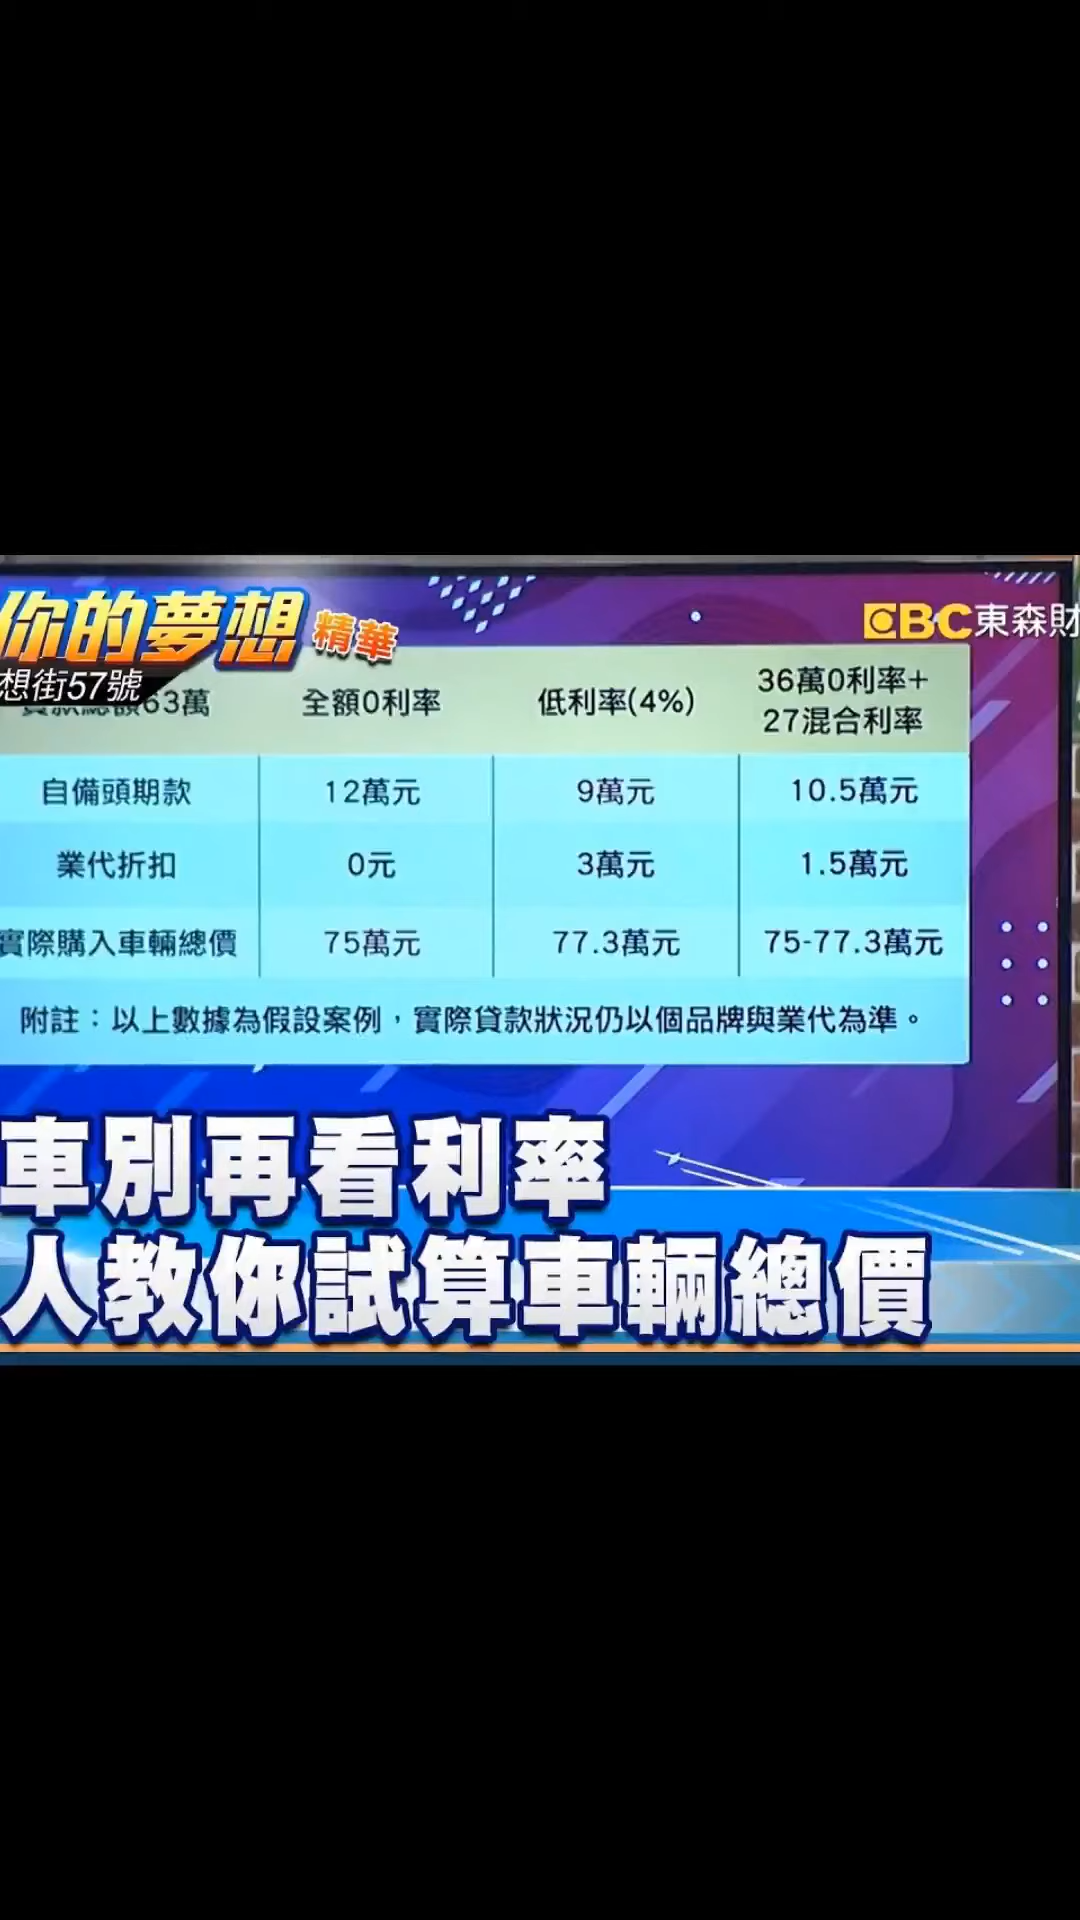 你的夢想 精華
想街57號
EBC東森財
貸款總額63萬 全額0利率 低利率(4%) 36萬0利率+
27混合利率
自備頭期款 12萬元 9萬元 10.5萬元
業代折扣 0元 3萬元 1.5萬元
實際購入車輛總價 75萬元 77.3萬元 75-77.3萬元
附註：以上數據為假設案例，實際貸款狀況仍以個品牌與業代為準。
車別再看利率
人教你試算車輛總價